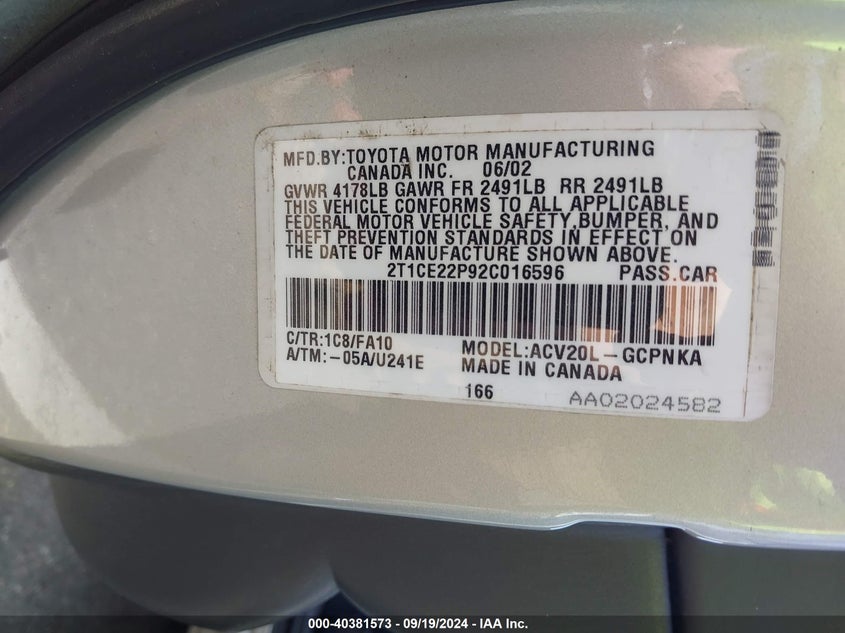 MFD.BY:TOYOTA MOTOR MANUFACTURING
CANADA INC. 06/02
GVWR 4178LB GAWR FR 2491LB RR 2491LB
THIS VEHICLE CONFORMS TO ALL APPLICABLE
FEDERAL MOTOR VEHICLE SAFETY,BUMPER, AND
THEFT PREVENTION STANDARDS IN EFFECT ON
THE DATE OF MANUFACTURE SHOWN ABOVE.
2T1CE22P92C016596 PASS.CAR
C/TR:1C8/FA10 MODEL:ACV20L-GCPNKA
A/TM:-05A/U241E MADE IN CANADA
166 AA02024582
000-40381573 - 09/19/2024 - IAA Inc.